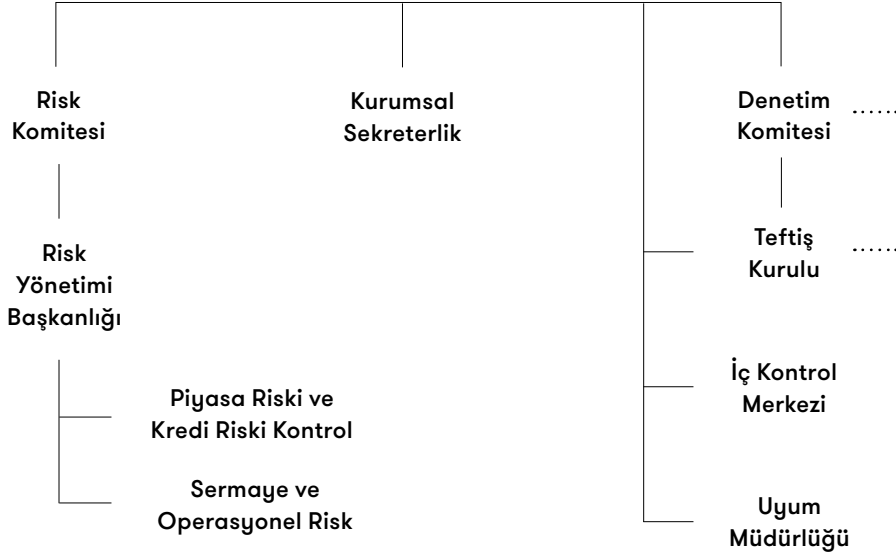 Risk
Komitesi
Kurumsal
Sekreterlik
Denetim
Komitesi
Risk
Yönetimi
Başkanlığı
Teftiş
Kurulu
Piyasa Riski ve
Kredi Riski Kontrol
İç Kontrol
Merkezi
Sermaye ve
Operasyonel Risk
Uyum
Müdürlüğü